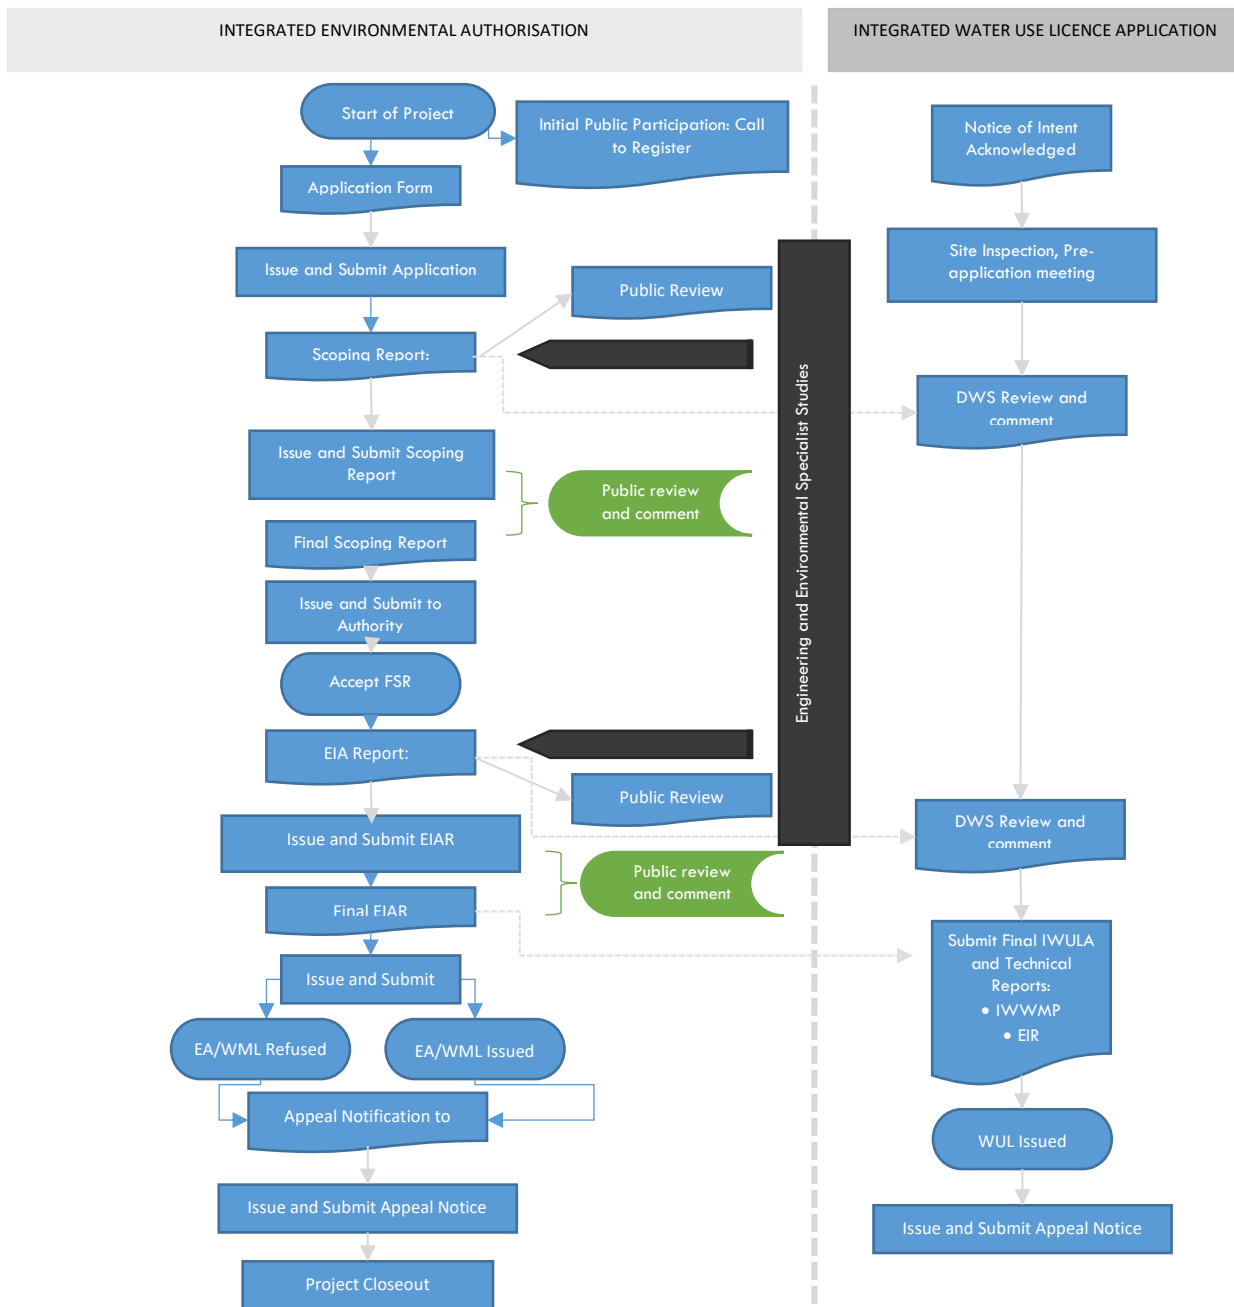 INTEGRATED ENVIRONMENTAL AUTHORISATION
INTEGRATED WATER USE LICENCE APPLICATION
Start of Project
Initial Public Participation: Call
to Register
Application Form
Issue and Submit Application
Public Review
Scoping Report:
Issue and Submit Scoping
Report
Public review
and comment
Final Scoping Report
Issue and Submit to
Authority
Accept FSR
EIA Report:
Public Review
Issue and Submit EIAR
Public review
and comment
Final EIAR
Issue and Submit
EA/WML Refused
EA/WML Issued
Appeal Notification to
Issue and Submit Appeal Notice
Project Closeout
Engineering and Environmental Specialist Studies
Notice of Intent
Acknowledged
Site Inspection, Pre-
application meeting
DWS Review and
comment
DWS Review and
comment
Submit Final IWULA
and Technical
Reports:
• IWWMP
• EIR
WUL Issued
Issue and Submit Appeal Notice